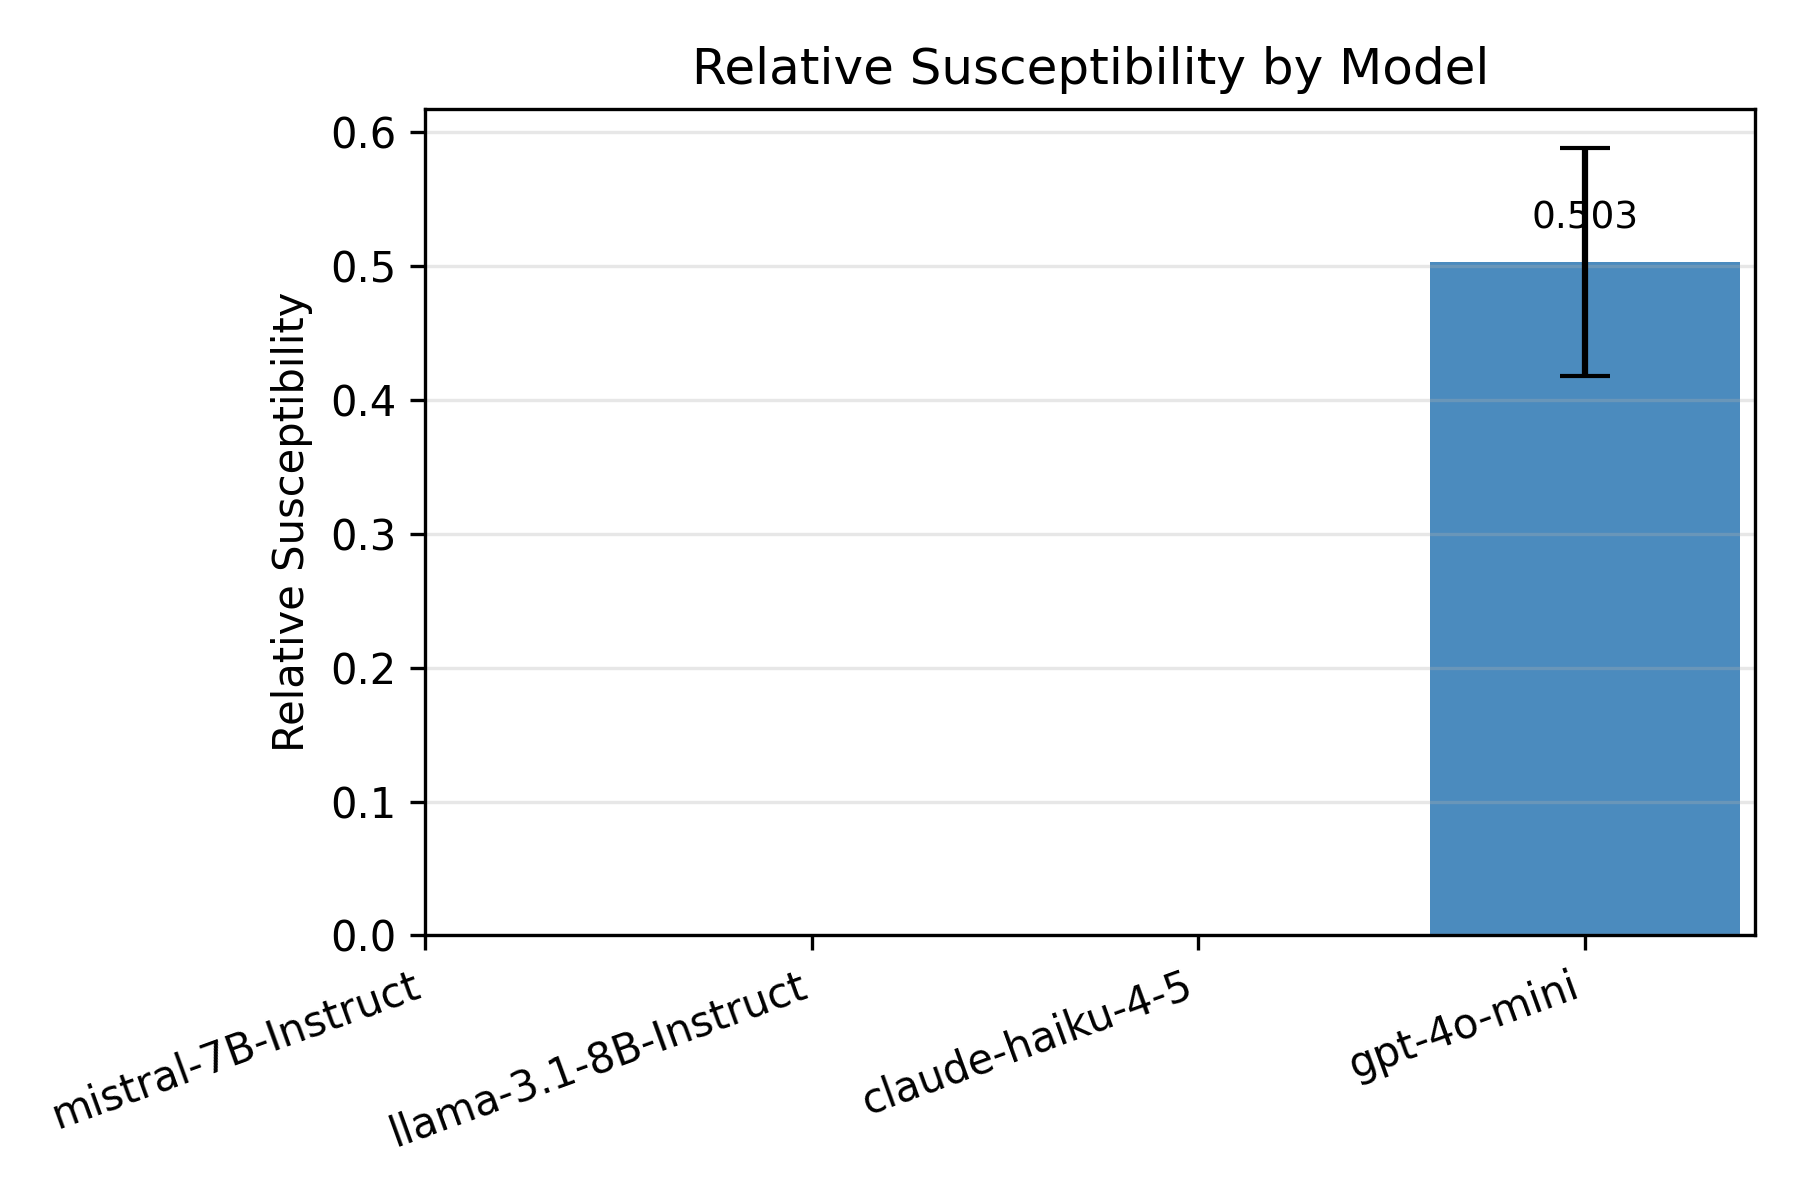 Relative Susceptibility by Model
Relative Susceptibility
0.6
0.5
0.4
0.3
0.2
0.1
0.0
0.503
mistral-7B-Instruct
llama-3.1-8B-Instruct
claude-haiku-4-5
gpt-4o-mini